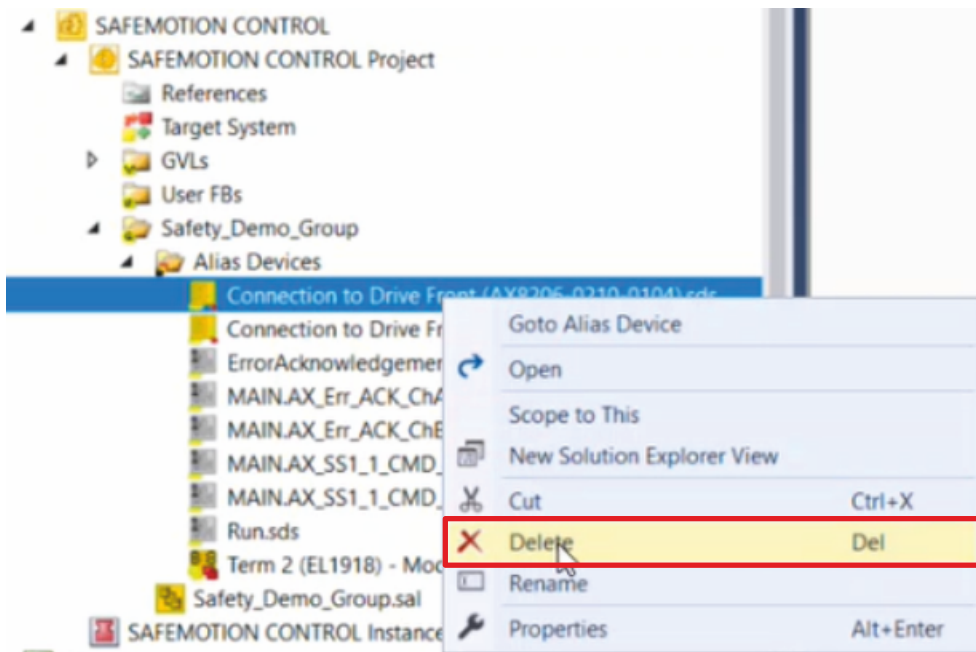 SAFEMOTION CONTROL
SAFEMOTION CONTROL Project
References
Target System
GVLs
User FBs
Safety_Demo_Group
Alias Devices
Connection to Drive Front (AX8206-0210-0104).sds
Connection to Drive Fr
ErrorAcknowledgemer
MAIN.AX_Err_ACK_ChA
MAIN.AX_Err_ACK_ChB
MAIN.AX_SS1_1_CMD_
MAIN.AX_SS1_1_CMD_
Run.sds
Term 2 (EL1918) - Mod
Safety_Demo_Group.sal
SAFEMOTION CONTROL Instance
Goto Alias Device
Open
Scope to This
New Solution Explorer View
Cut Ctrl+X
Delete Del
Rename
Properties Alt+Enter